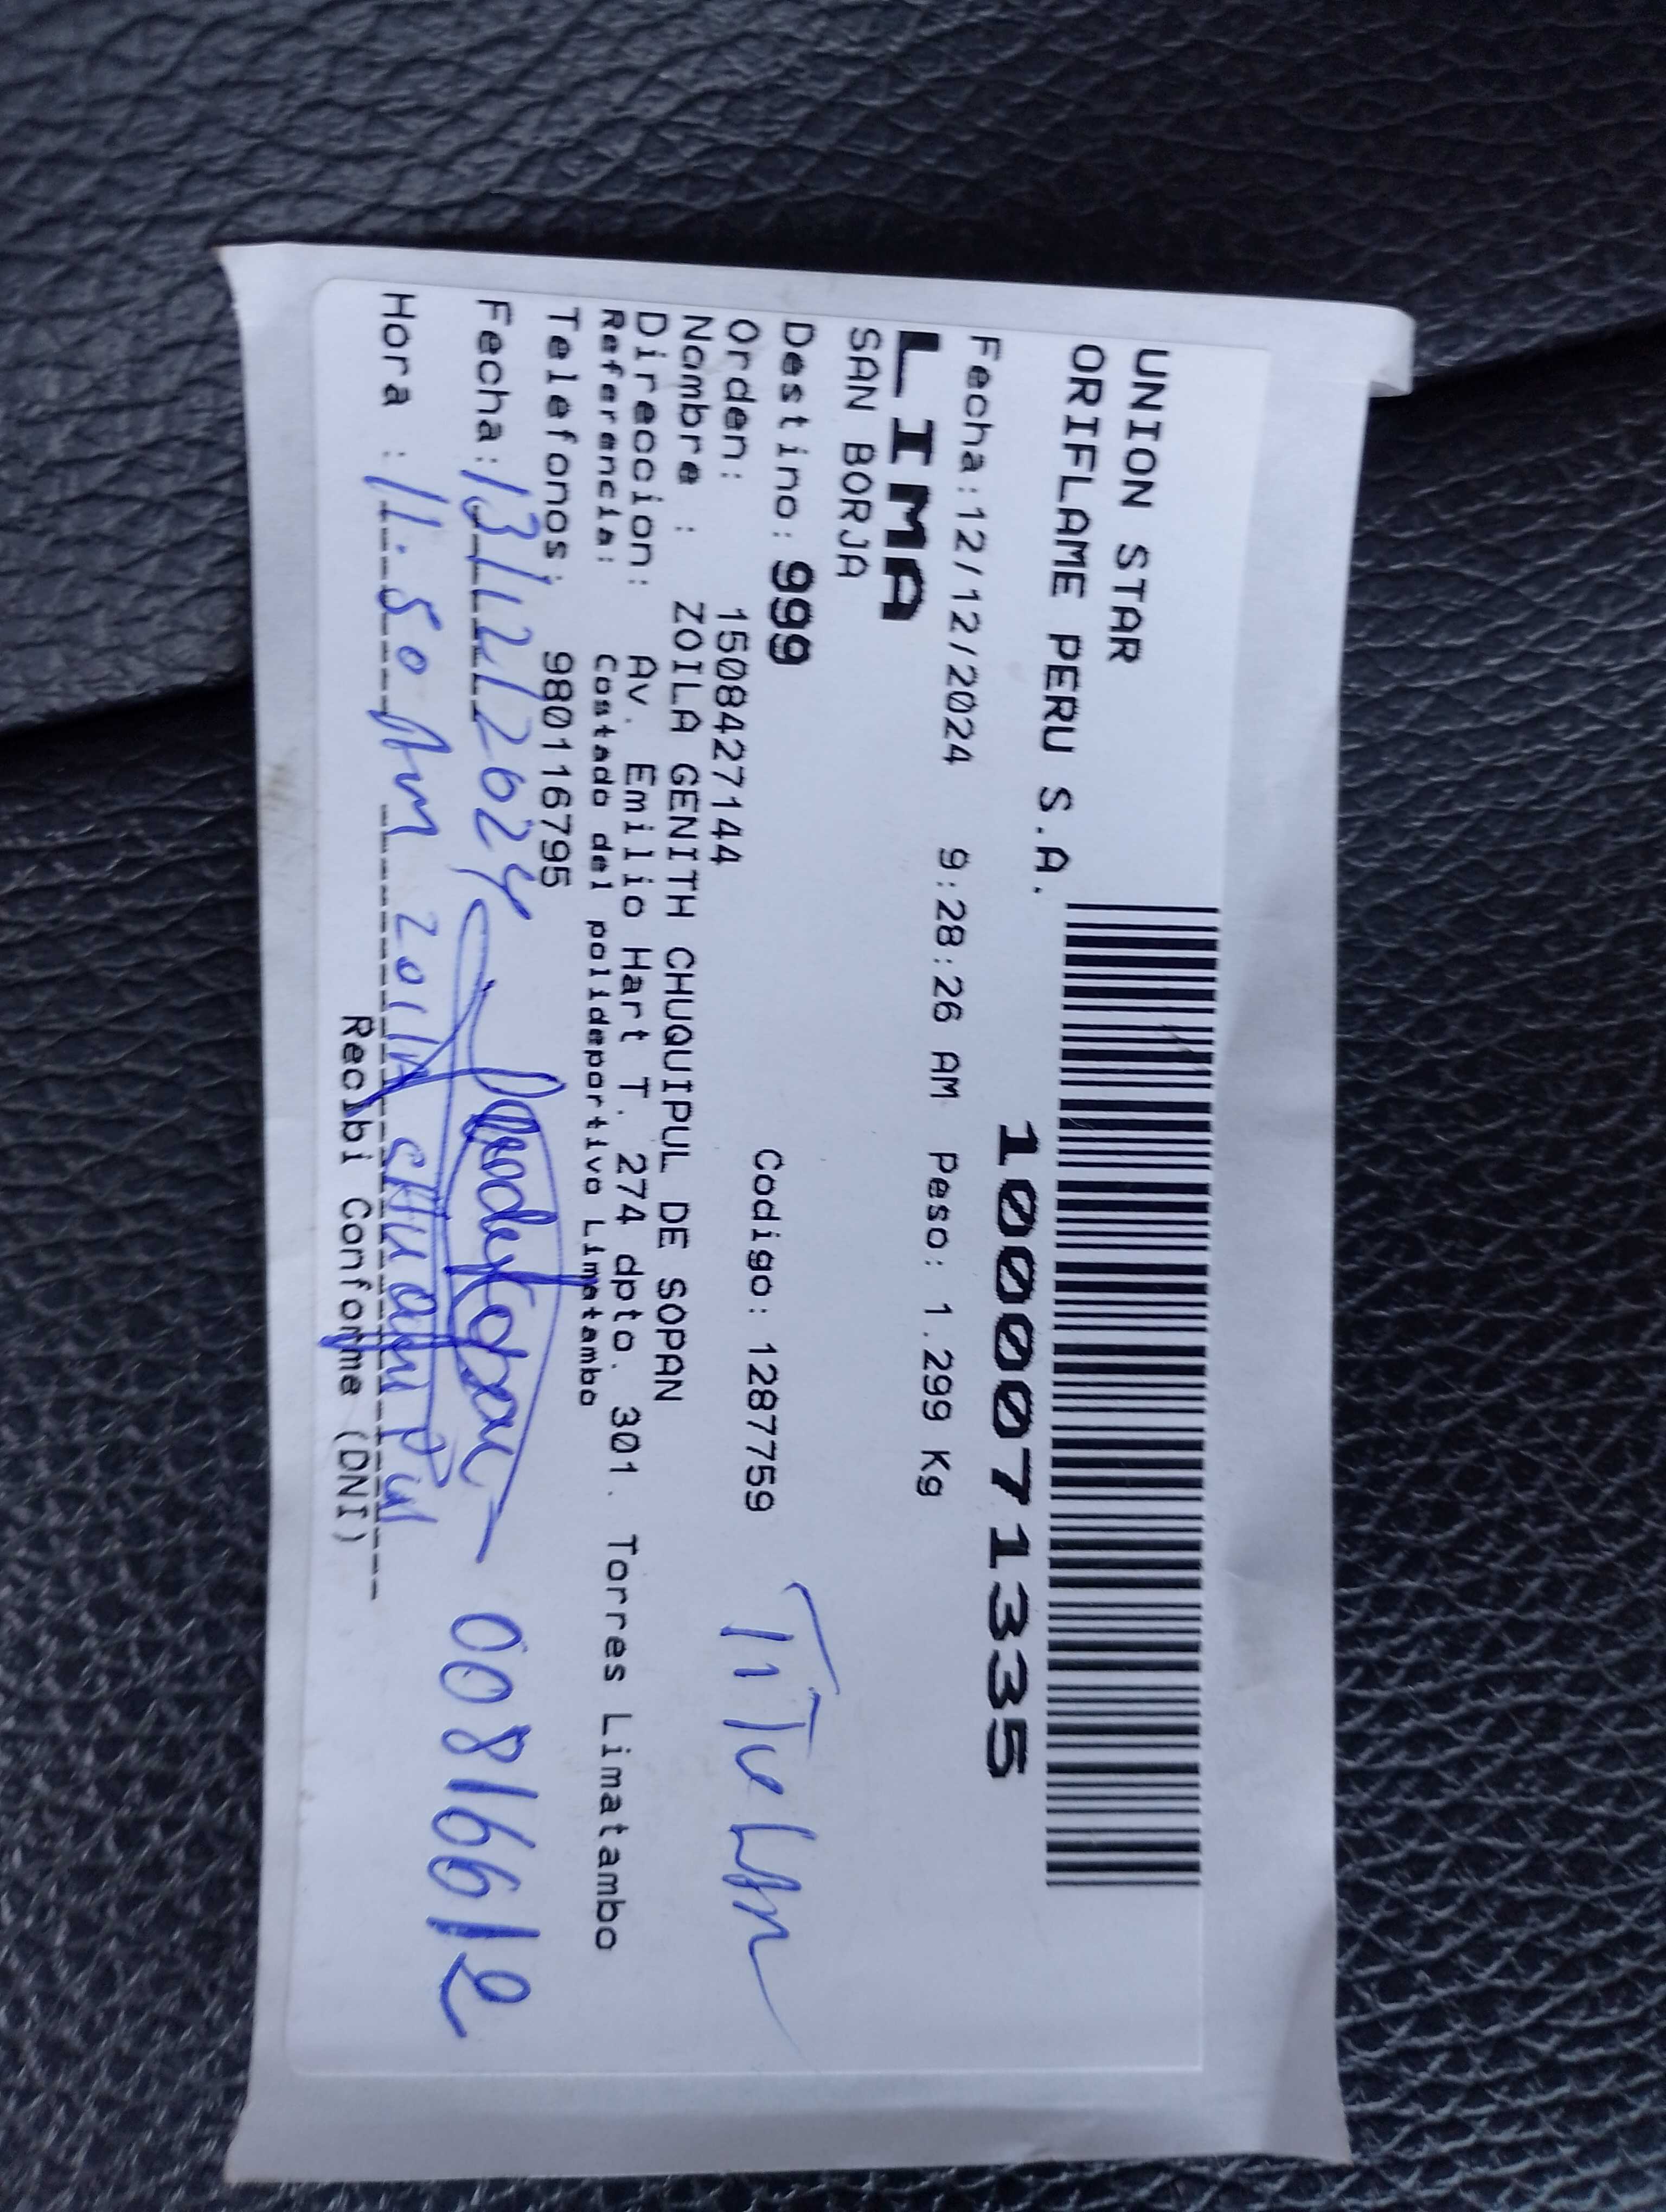 UNION STAR
ORIFLAME PERU S.A.
10000071335
Fecha:12/12/2024 9:28:26 AM Peso: 1.299 Kg
LIMA
SAN BORJA
Destino: 999
Codigo: 1287759
TiTuLAR
Orden: 1508427144
Nombre : ZOILA GENITH CHUQUIPUL DE SOPAN
Direccion: Av. Emilio Hart T. 274 dpto. 301. Torres Limatambo
Referencia: Costado del polideportivo Limatambo
Telefonos: 980116795
Fecha: 13/12/2024
Hora : 11.50 AM ZOILA CHUQUIPUL
Recibi Conforme (DNI)